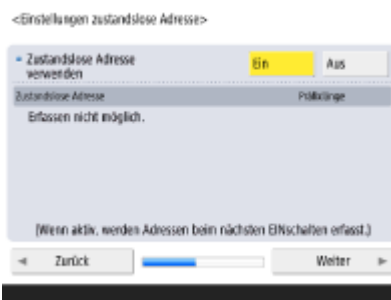 <Einstellungen zustandslose Adresse>
Zustandslose Adresse
verwenden
Ein
Aus
Zustandslose Adresse
Präfixlänge
Erfassen nicht möglich.
(Wenn aktiv, werden Adressen beim nächsten EINschalten erfasst.)
Zurück
Weiter